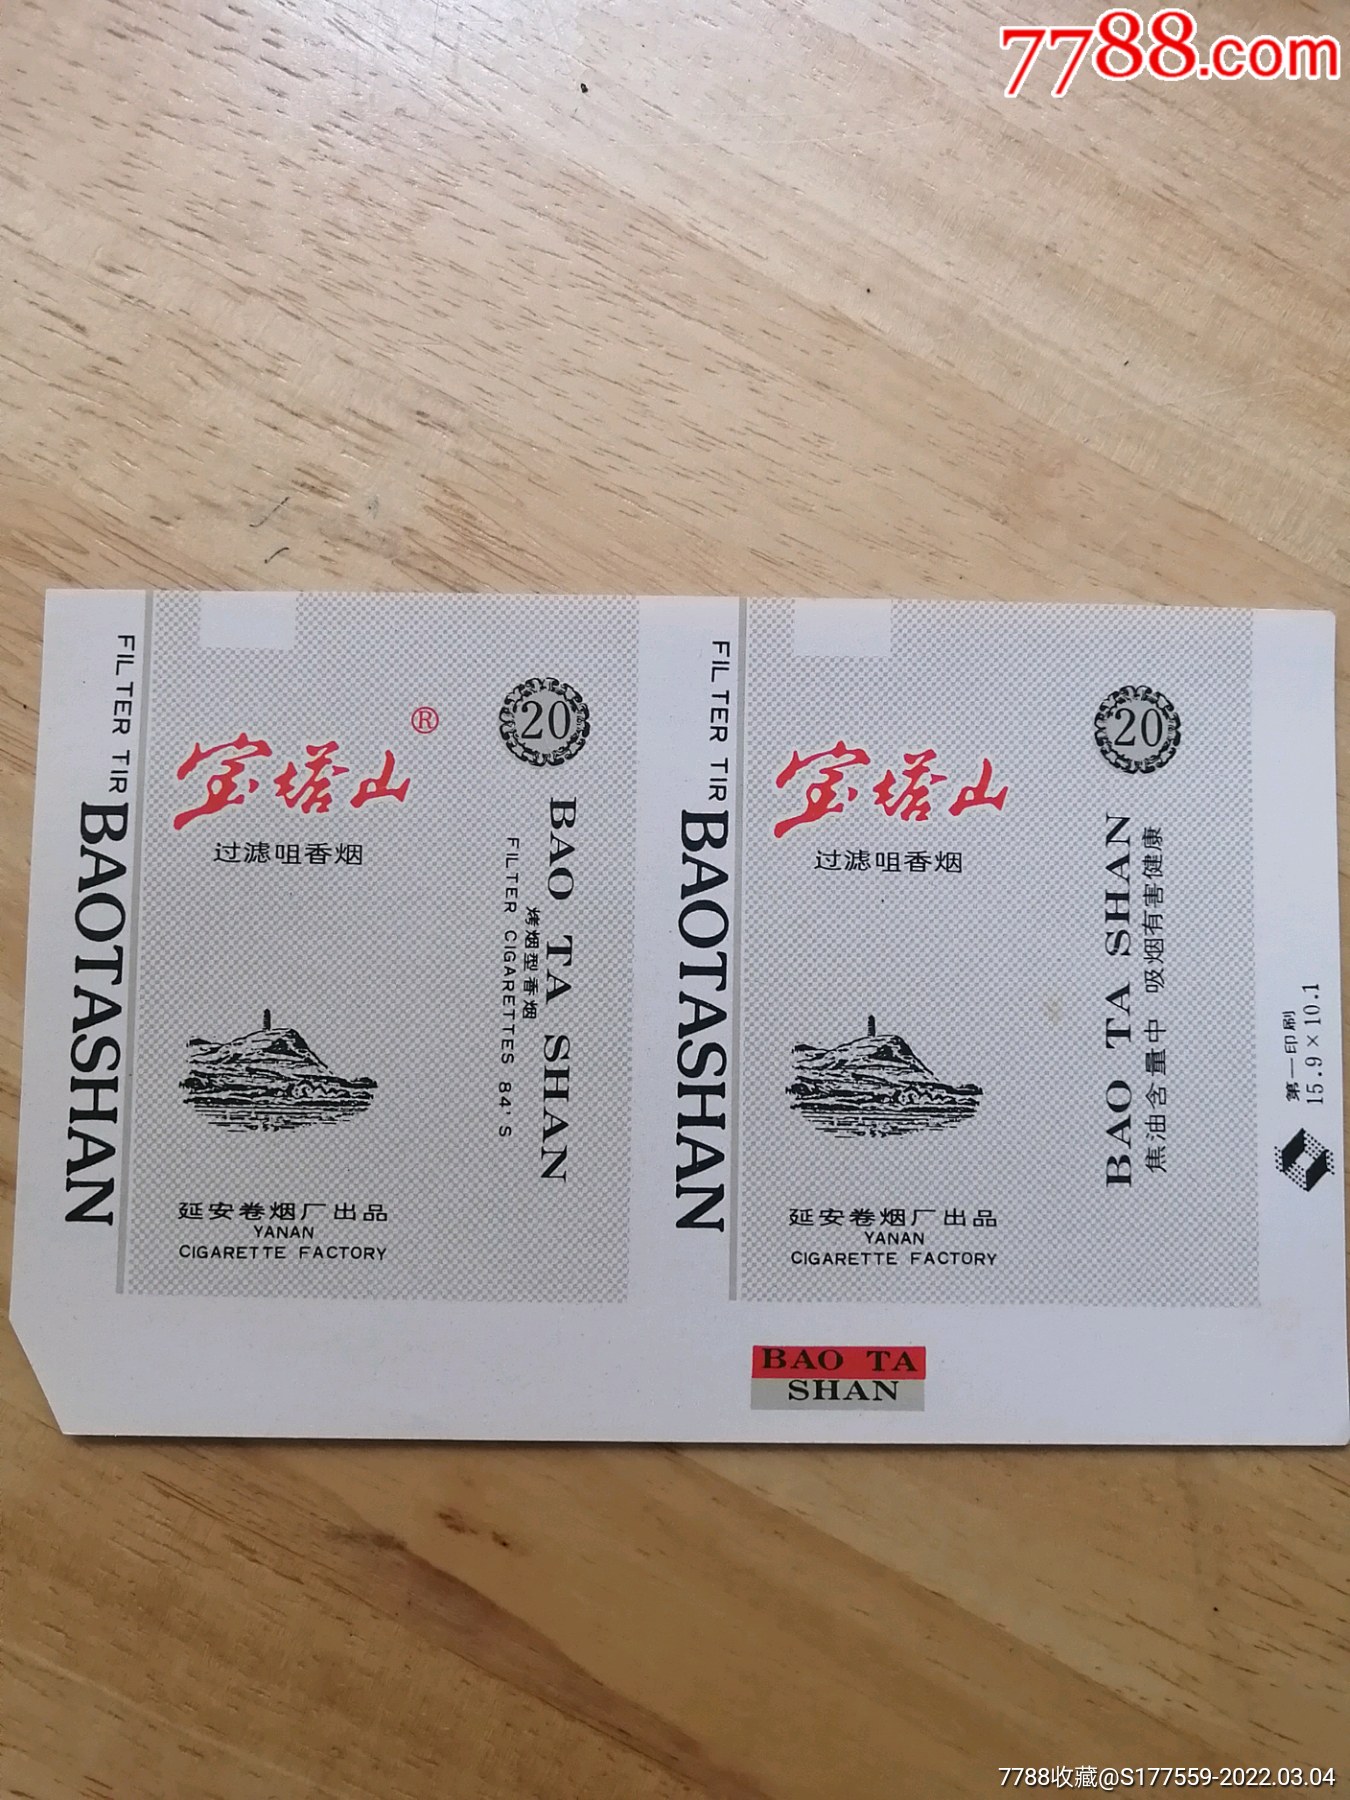 7788.com
FILTER TIR BAOTASHAN
宝塔山®
过滤咀香烟
延安卷烟厂出品
YANAN
CIGARETTE FACTORY
20
BAO TA SHAN
烤烟型香烟
FILTER CIGARETTES 84'S
FILTER TIR BAOTASHAN
宝塔山
过滤咀香烟
延安卷烟厂出品
YANAN
CIGARETTE FACTORY
20
BAO TA SHAN
焦油含量中 吸烟有害健康
第一印刷
15.9×10.1
BAO TA
SHAN
7788收藏@S177559-2022.03.04